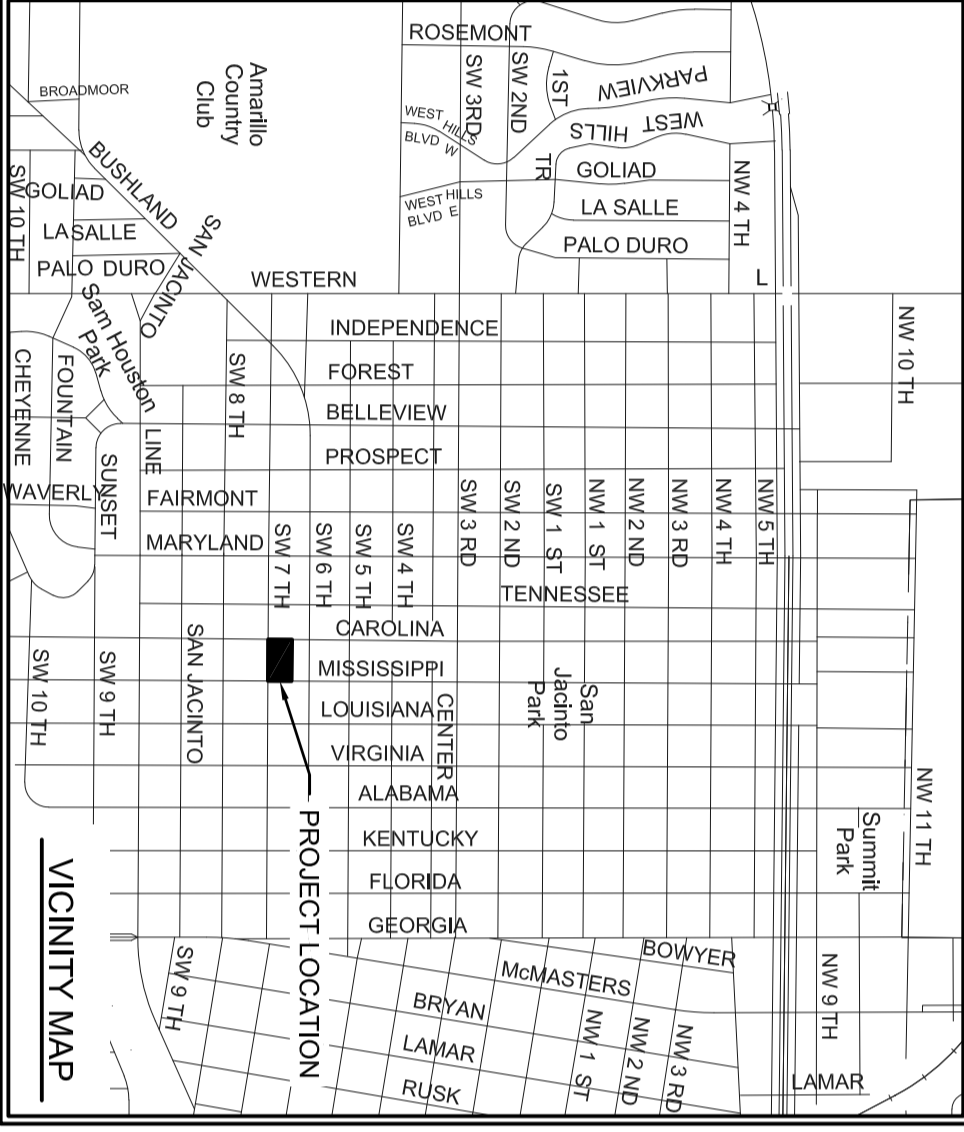 ROSEMONT
SW 3RD
SW 2ND
1ST
PARKVIEW
WEST HILLS
TR
GOLIAD
LA SALLE
PALO DURO
NW 4 TH
L
Amarillo
Country
Club
BROADMOOR
WEST HILLS
BLVD W
WEST HILLS
BLVD E
BUSHLAND
SW 10 TH
GOLIAD
LA SALLE
PALO DURO
SAN JACINTO
WESTERN
Sam Houston
Park
INDEPENDENCE
FOREST
BELLEVIEW
PROSPECT
NW 10 TH
CHEYENNE
FOUNTAIN
SW 8 TH
LINE
SUNSET
WAVERLY
FAIRMONT
MARYLAND
SW 7 TH
SW 6 TH
SW 5 TH
SW 4 TH
SW 3 RD
SW 2 ND
SW 1 ST
NW 1 ST
NW 2 ND
NW 3 RD
NW 4 TH
NW 5 TH
TENNESSEE
CAROLINA
MISSISSIPPI
LOUISIANA
VIRGINIA
CENTER
ALABAMA
KENTUCKY
FLORIDA
GEORGIA
SW 10 TH
SW 9 TH
SAN JACINTO
San
Jacinto
Park
NW 11 TH
Summit
Park
PROJECT LOCATION
VICINITY MAP
SW 9 TH
BOWYER
McMASTERS
BRYAN
LAMAR
RUSK
NW 1 ST
NW 2 ND
NW 3 RD
NW 9 TH
LAMAR